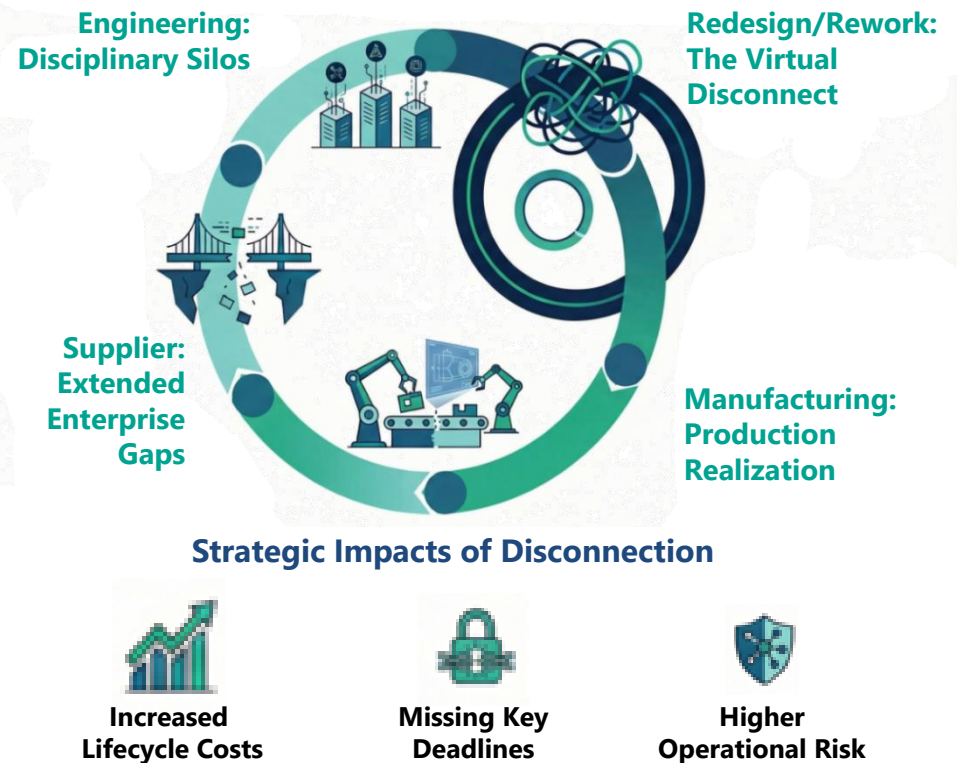 Engineering:
Disciplinary Silos
Redesign/Rework:
The Virtual
Disconnect
Supplier:
Extended
Enterprise
Gaps
Manufacturing:
Production
Realization
Strategic Impacts of Disconnection
Increased
Lifecycle Costs
Missing Key
Deadlines
Higher
Operational Risk